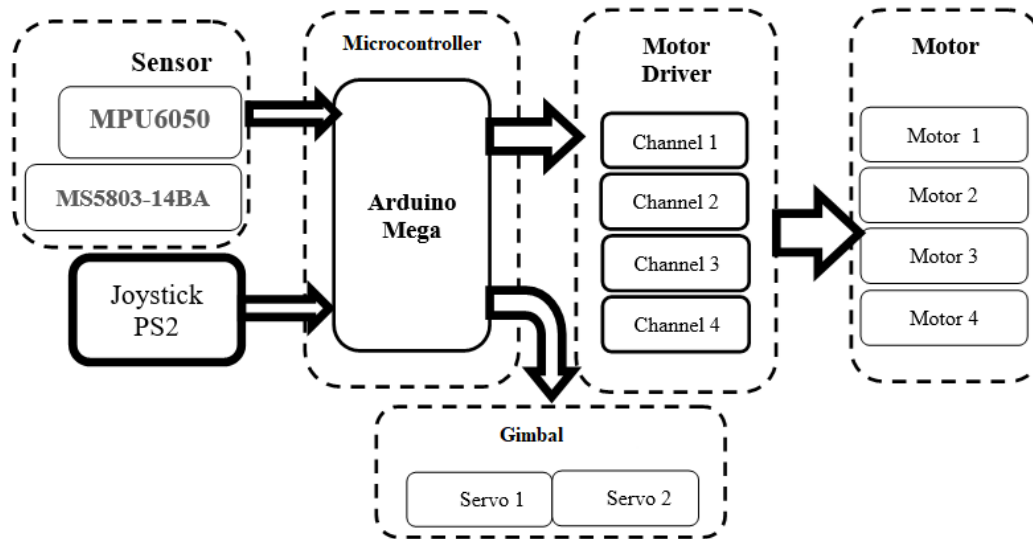 Sensor
MPU6050
MS5803-14BA
Joystick
PS2
Microcontroller
Arduino
Mega
Motor
Driver
Channel 1
Channel 2
Channel 3
Channel 4
Motor
Motor 1
Motor 2
Motor 3
Motor 4
Gimbal
Servo 1
Servo 2